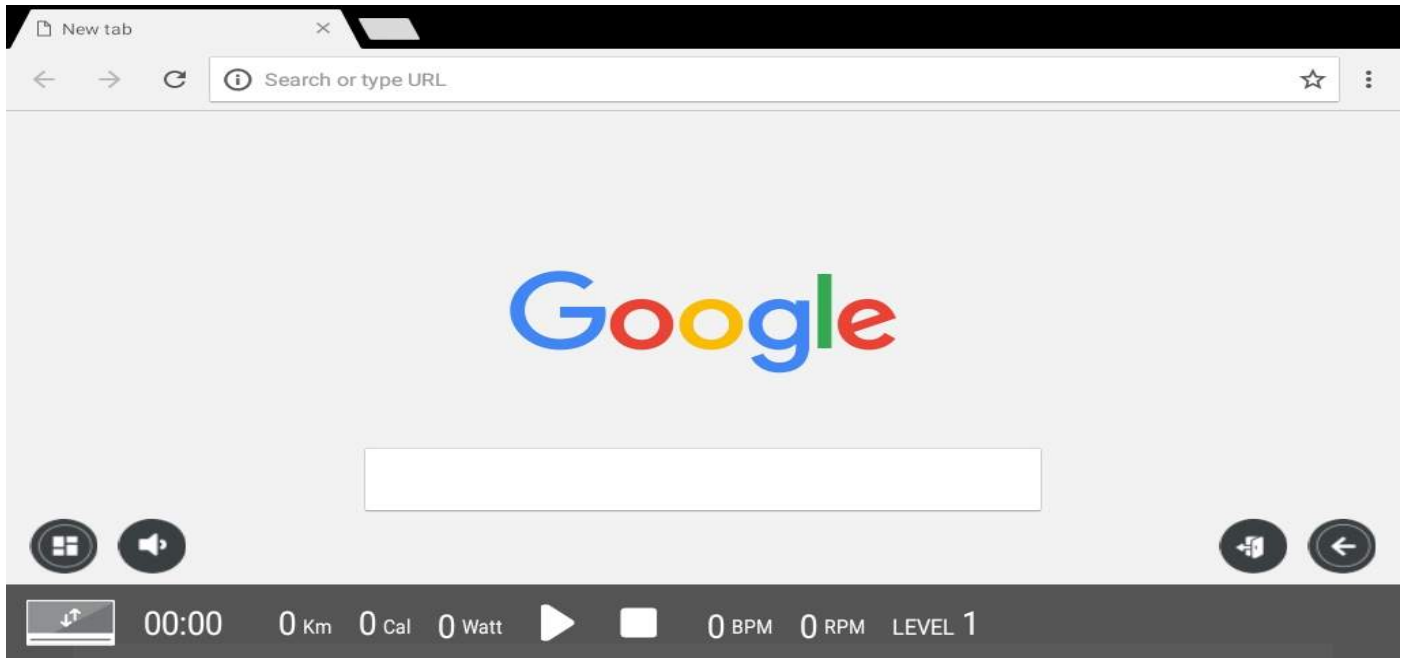 New tab
Search or type URL
Google
00:00 0 Km 0 Cal 0 Watt 0 BPM 0 RPM LEVEL 1